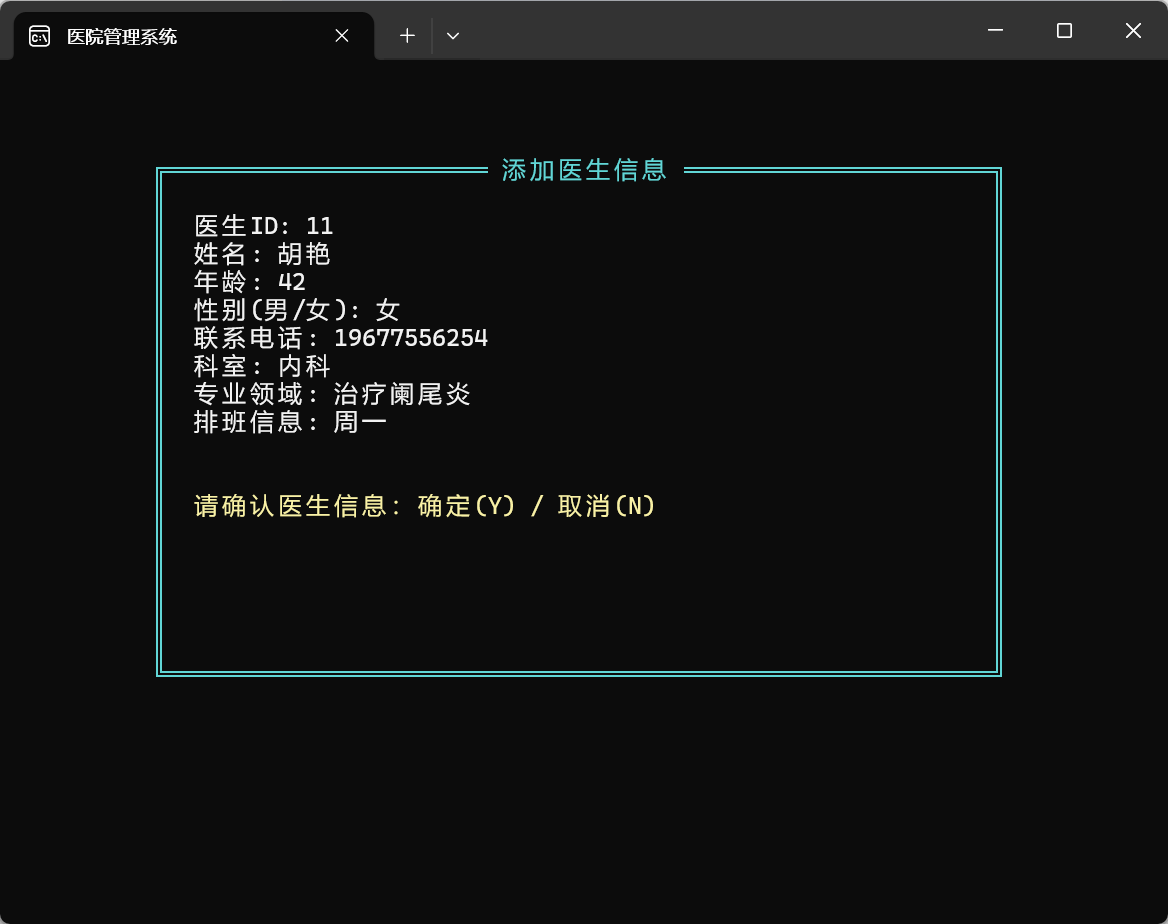 医院管理系统
添加医生信息
医生ID: 11
姓名: 胡艳
年龄: 42
性别(男/女): 女
联系电话: 19677556254
科室: 内科
专业领域: 治疗阑尾炎
排班信息: 周一
请确认医生信息: 确定(Y) / 取消(N)